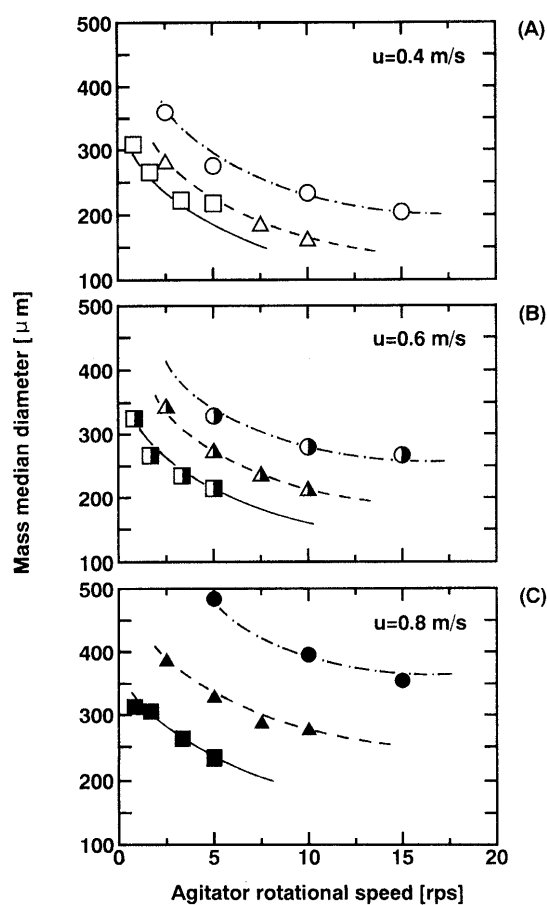 (A)
500
u=0.4 m/s
400
300
200
100
(B)
500
u=0.6 m/s
400
300
200
100
(C)
500
u=0.8 m/s
400
300
200
100
0 5 10 15 20
Mass median diameter [μm]
Agitator rotational speed [rps]